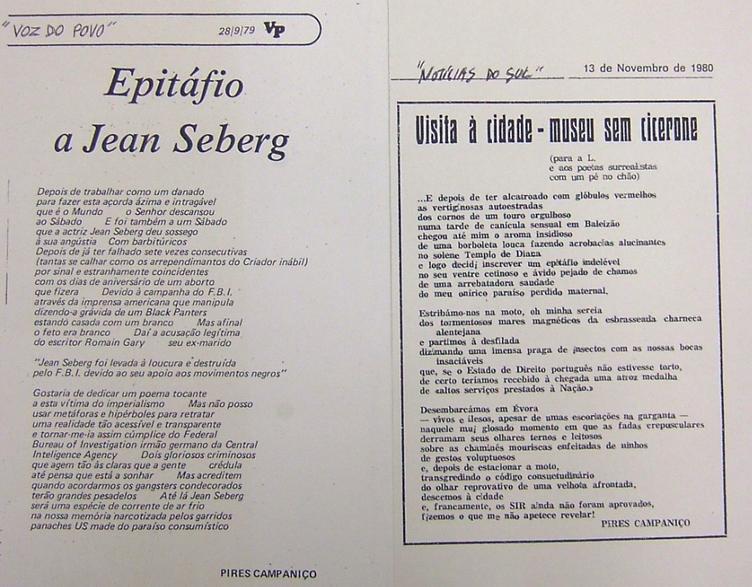 "VOZ DO POVO"
28|9|79 VP
Epitáfio
a Jean Seberg
Depois de trabalhar como um danado
para fazer esta açorda ázima e intragável
que é o Mundo o Senhor descansou
ao Sábado E foi também a um Sábado
que a actriz Jean Seberg deu sossego
à sua angústia Com barbitúricos
Depois de já ter falhado sete vezes consecutivas
(tantas se calhar como os arrependimantos do Criador inábil)
por sinal e estranhamente coincidentes
com os dias de aniversário de um aborto
que fizera Devido à campanha do F.B.I.
através da imprensa americana que manipula
dizendo-a grávida de um Black Panters
estando casada com um branco Mas afinal
o feto era branco Daí a acusação legítima
do escritor Romain Gary seu ex-marido
"Jean Seberg foi levada à loucura e destruída
pelo F.B.I. devido ao seu apoio aos movimentos negros"
Gostaria de dedicar um poema tocante
a esta vítima do imperialismo Mas não posso
usar metáforas e hipérboles para retratar
uma realidade tão acessível e transparente
e tornar-me-ia assim cúmplice do Federal
Bureau of Investigation irmão germano da Central
Inteligence Agency Dois gloriosos criminosos
que agem tão ás claras que a gente crédula
até pensa que está a sonhar Mas acreditem
quando acordarmos os gangsters condecorados
terão grandes pesadelos Até lá Jean Seberg
será uma espécie de corrente de ar frio
na nossa memória narcotizada pelos garridos
panaches US made do paraíso consumístico
PIRES CAMPANIÇO
"NOTÍCIAS DO SUL" 13 de Novembro de 1980
Visita à cidade - museu sem cicerone
(para a L.
e aos poetas surrealistas
com um pé no chão)
...E depois de ter alcatroado com glóbulos vermelhos
as vertiginosas autoestradas
dos cornos de um touro orgulhoso
numa tarde de canícula sensual em Baleizão
chegou até mim o aroma insidioso
de uma borboleta louca fazendo acrobacias alucinantes
no solene Templo de Diana
e logo decidi inscrever um epitáfio indelével
no seu ventre cetinoso e ávido pejado de chamos
de uma arrebatadora saudade
do meu onírico paraíso perdido maternal.
Estribámo-nos na moto, oh minha sereia
dos tormentosos mares magnéticos da esbraseada charneca
alentejana
e partimos à desfilada
dizimando uma imensa praga de insectos com as nossas bocas
insaciáveis
que, se o Estado de Direito português não estivesse torto,
de certo teríamos recebido à chegada uma atroz medalha
de «altos serviços prestados à Nação.»
Desembarcámos em Évora
— vivos e ilesos, apesar de umas escoriações na garganta —
naquele mui glosado momento em que as fadas crepusculares
derramam seus olhares ternos e leitosos
sobre as chaminés mouriscas enfeitadas de ninhos
de gestos voluptuosos
e, depois de estacionar a moto,
transgredindo o código consuetudinário
do olhar reprovativo de uma velhota afrontada,
descemos à cidade
e, francamente, os SIR ainda não foram aprovados,
fizemos o que me não apetece revelar!
PIRES CAMPANIÇO